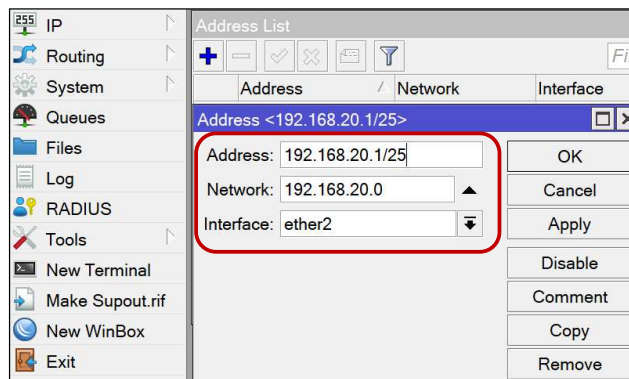 255
IP
Routing
System
Queues
Files
Log
RADIUS
Tools
New Terminal
Make Supout.rif
New WinBox
Exit
Address List
Fi
Address / Network Interface
Address <192.168.20.1/25>
Address: 192.168.20.1/25
Network: 192.168.20.0
Interface: ether2
OK
Cancel
Apply
Disable
Comment
Copy
Remove